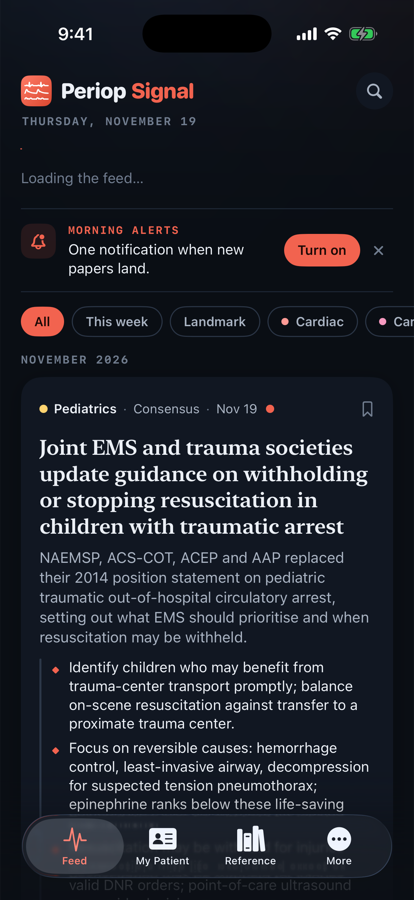 9:41
Periop Signal
THURSDAY, NOVEMBER 19
Loading the feed...
MORNING ALERTS
One notification when new
papers land.
Turn on
All
This week
Landmark
Cardiac
Car
NOVEMBER 2026
Pediatrics · Consensus · Nov 19
Joint EMS and trauma societies
update guidance on withholding
or stopping resuscitation in
children with traumatic arrest
NAEMSP, ACS-COT, ACEP and AAP replaced
their 2014 position statement on pediatric
traumatic out-of-hospital circulatory arrest,
setting out what EMS should prioritise and when
resuscitation may be withheld.
Identify children who may benefit from
trauma-center transport promptly; balance
on-scene resuscitation against transfer to a
proximate trauma center.
Focus on reversible causes: hemorrhage
control, least-invasive airway, decompression
for suspected tension pneumothorax;
epinephrine ranks below these life-saving
Feed
My Patient
Reference
More
valid DNR orders; point-of-care ultrasound